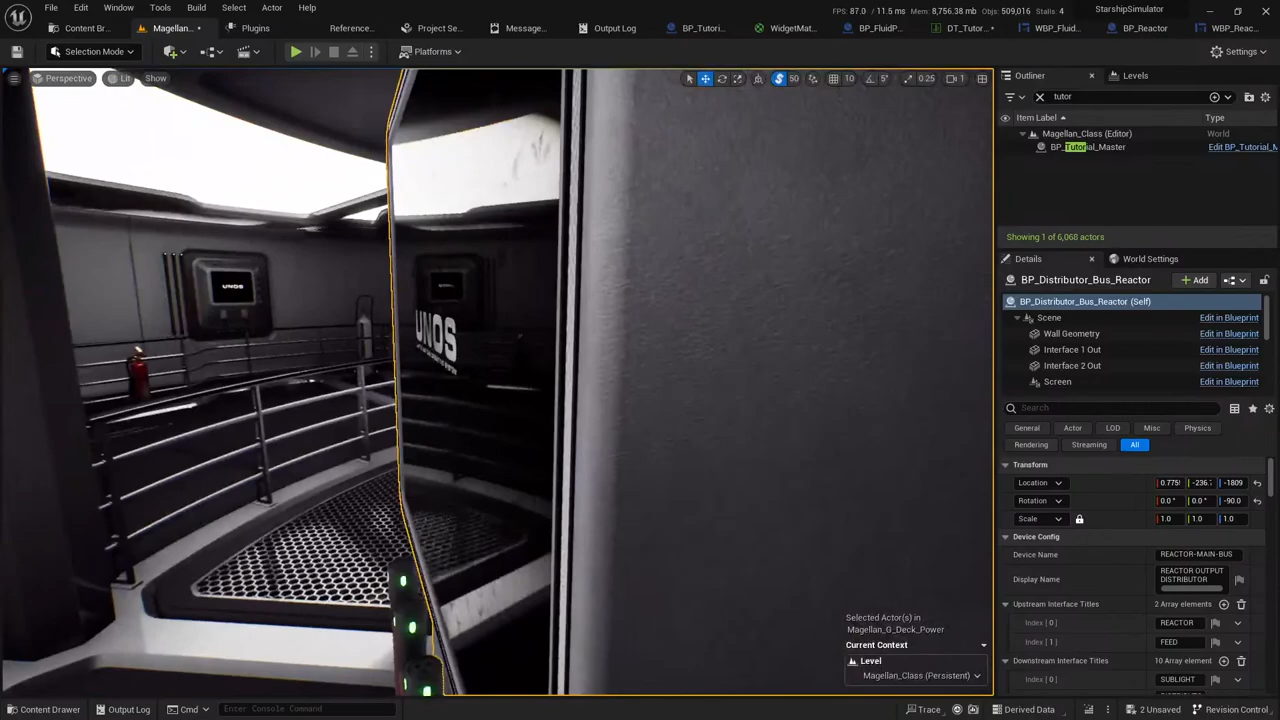 File Edit Window Tools Build Select Actor Help
FPS: 87.0 / 11.5 ms Mem: 8,756.38 mb Objs: 509,016 Stalls: 4
StarshipSimulator
Content Br... Magellan... • Plugins Reference... Project Se... Message... Output Log BP_Tutori... WidgetMat... BP_FluidP... DT_Tutor... • WBP_Fluid... BP_Reactor WBP_Reac...
Selection Mode Platforms Settings
Perspective Lit Show 50 10 5° 0.25 1
Outliner Levels
tutor
Item Label Type
Magellan_Class (Editor) World
BP_Tutorial_Master Edit BP_Tutorial_M
Showing 1 of 6,068 actors
Details World Settings
BP_Distributor_Bus_Reactor Add
BP_Distributor_Bus_Reactor (Self)
Scene Edit in Blueprint
Wall Geometry Edit in Blueprint
Interface 1 Out Edit in Blueprint
Interface 2 Out Edit in Blueprint
Screen Edit in Blueprint
Search
General Actor LOD Misc Physics
Rendering Streaming All
Transform
Location 0.775 -236. -1809
Rotation 0.0 ° 0.0 ° -90.0
Scale 1.0 1.0 1.0
Device Config
Device Name REACTOR-MAIN-BUS
Display Name REACTOR OUTPUT
DISTRIBUTOR
Upstream Interface Titles 2 Array elements
Index [ 0 ] REACTOR
Index [ 1 ] FEED
Downstream Interface Titles 10 Array element
Index [ 0 ] SUBLIGHT
UNOS
UNOS
Selected Actor(s) in
Magellan_G_Deck_Power
Current Context
Level
Magellan_Class (Persistent)
Content Drawer Output Log Cmd Enter Console Command Trace Derived Data 2 Unsaved Revision Control